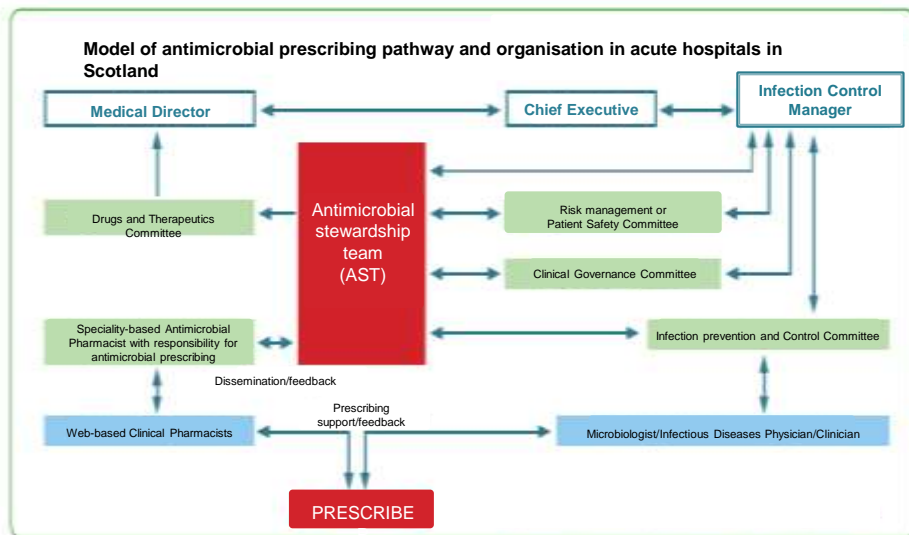 Model of antimicrobial prescribing pathway and organisation in acute hospitals in
Scotland
Medical Director
Chief Executive
Infection Control
Manager
Antimicrobial
stewardship
team
(AST)
Drugs and Therapeutics
Committee
Risk management or
Patient Safety Committee
Clinical Governance Committee
Speciality-based Antimicrobial
Pharmacist with responsibility for
antimicrobial prescribing
Infection prevention and Control Committee
Dissemination/feedback
Prescribing
support/feedback
Web-based Clinical Pharmacists
Microbiologist/Infectious Diseases Physician/Clinician
PRESCRIBE